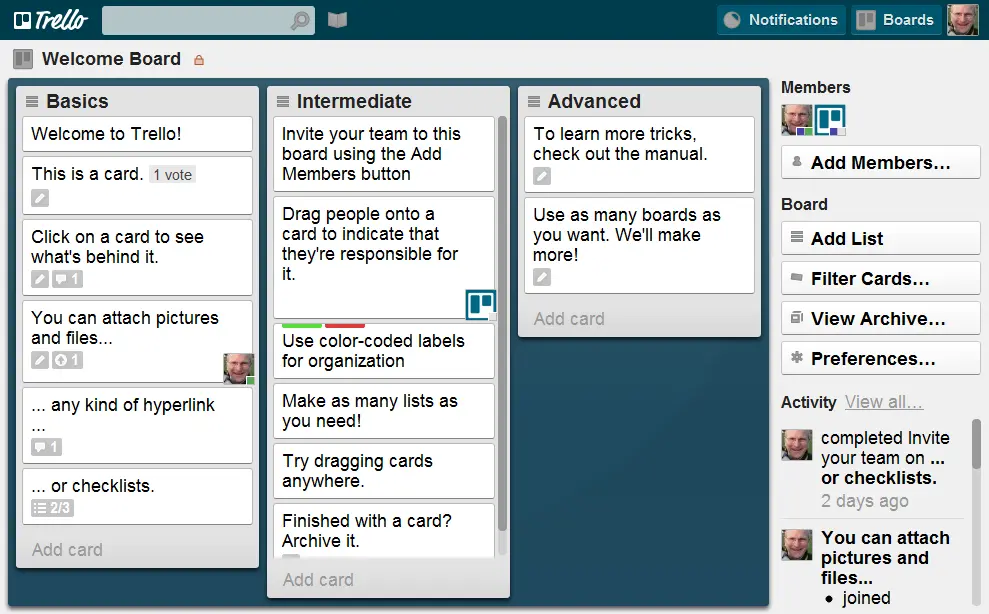 Trello
Notifications
Boards
Welcome Board
Basics
Welcome to Trello!
This is a card. 1 vote
Click on a card to see
what's behind it.
1
You can attach pictures
and files...
1
... any kind of hyperlink
...
1
... or checklists.
2/3
Add card
Intermediate
Invite your team to this
board using the Add
Members button
Drag people onto a
card to indicate that
they're responsible for
it.
Use color-coded labels
for organization
Make as many lists as
you need!
Try dragging cards
anywhere.
Finished with a card?
Archive it.
Add card
Advanced
To learn more tricks,
check out the manual.
Use as many boards as
you want. We'll make
more!
Add card
Members
Add Members...
Board
Add List
Filter Cards...
View Archive...
Preferences...
Activity View all...
completed Invite
your team on ...
or checklists.
2 days ago
You can attach
pictures and
files...
• joined